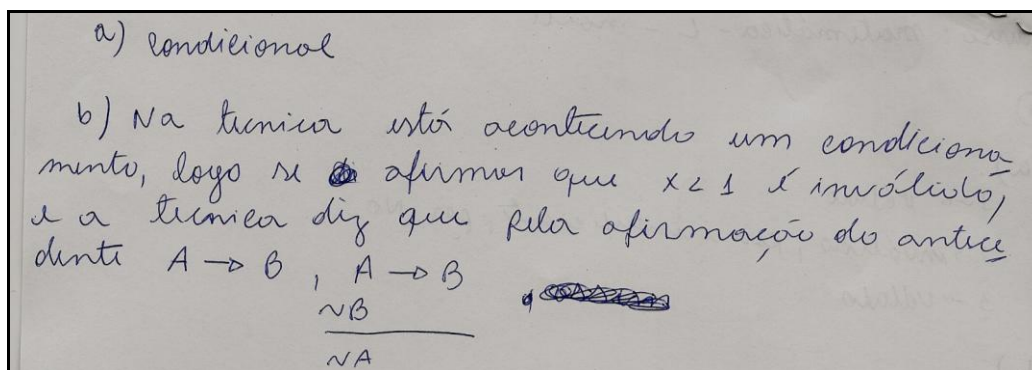 a) condicional
b) Na tecnica está acontecendo um condiciona
mento, logo se afirmos que x < 1 é inválido,
e a tecnica diz que pela afirmação do antece
dente A → B , A → B
~B
~A